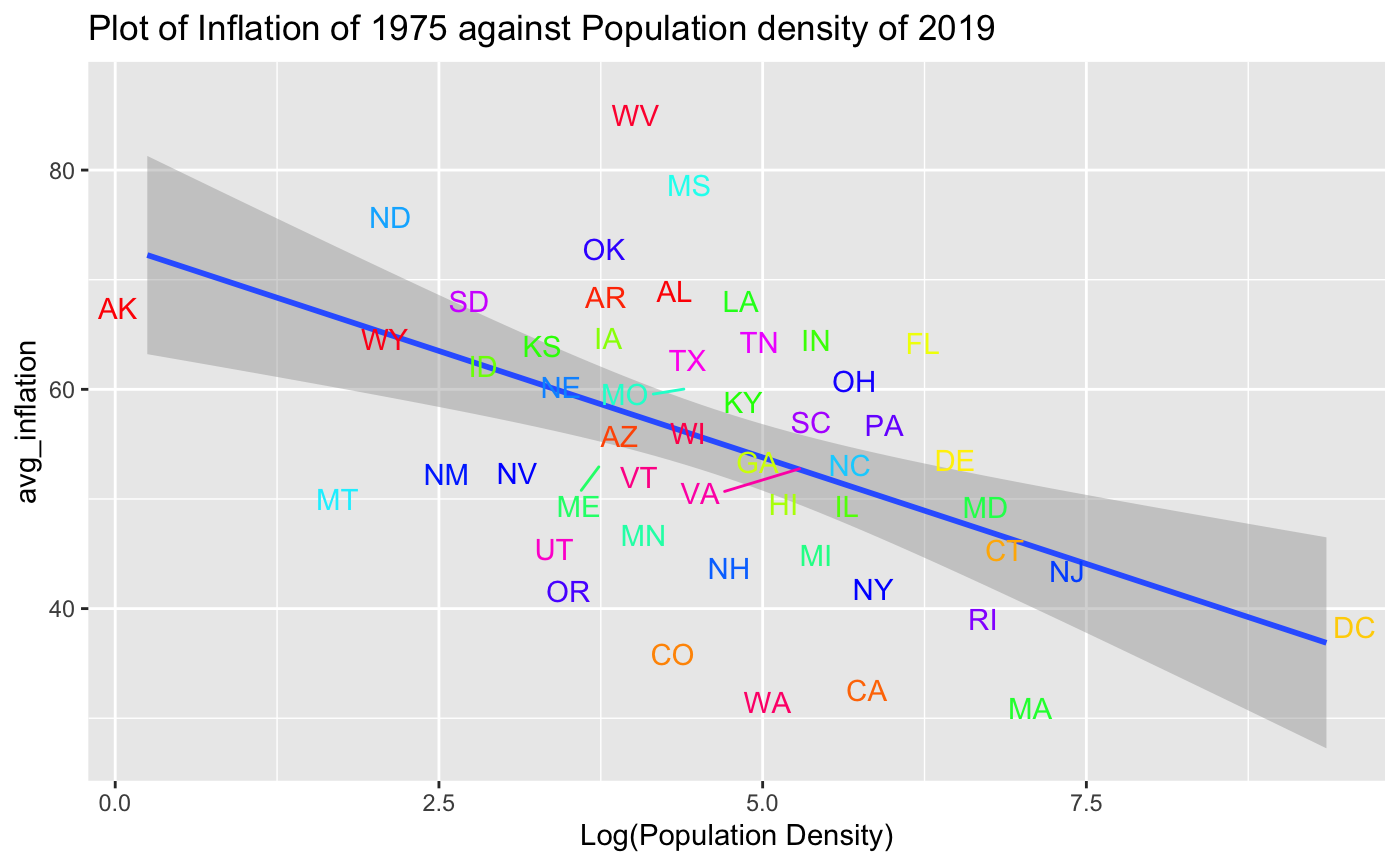 Plot of Inflation of 1975 against Population density of 2019
WV
80
MS
ND
OK
AL
AR
SD
LA
AK
WY
IA
TN
IN
FL
KS
TX
ID
OH
60
NE
MO
KY
SC
PA
AZ
WI
GA
NC
DE
NM
NV
VT
MT
VA
ME
HI
IL
MD
MN
UT
MI
CT
NH
NJ
OR
NY
40
RI
DC
CO
CA
WA
MA
avg_inflation
0.0 2.5 5.0 7.5
Log(Population Density)